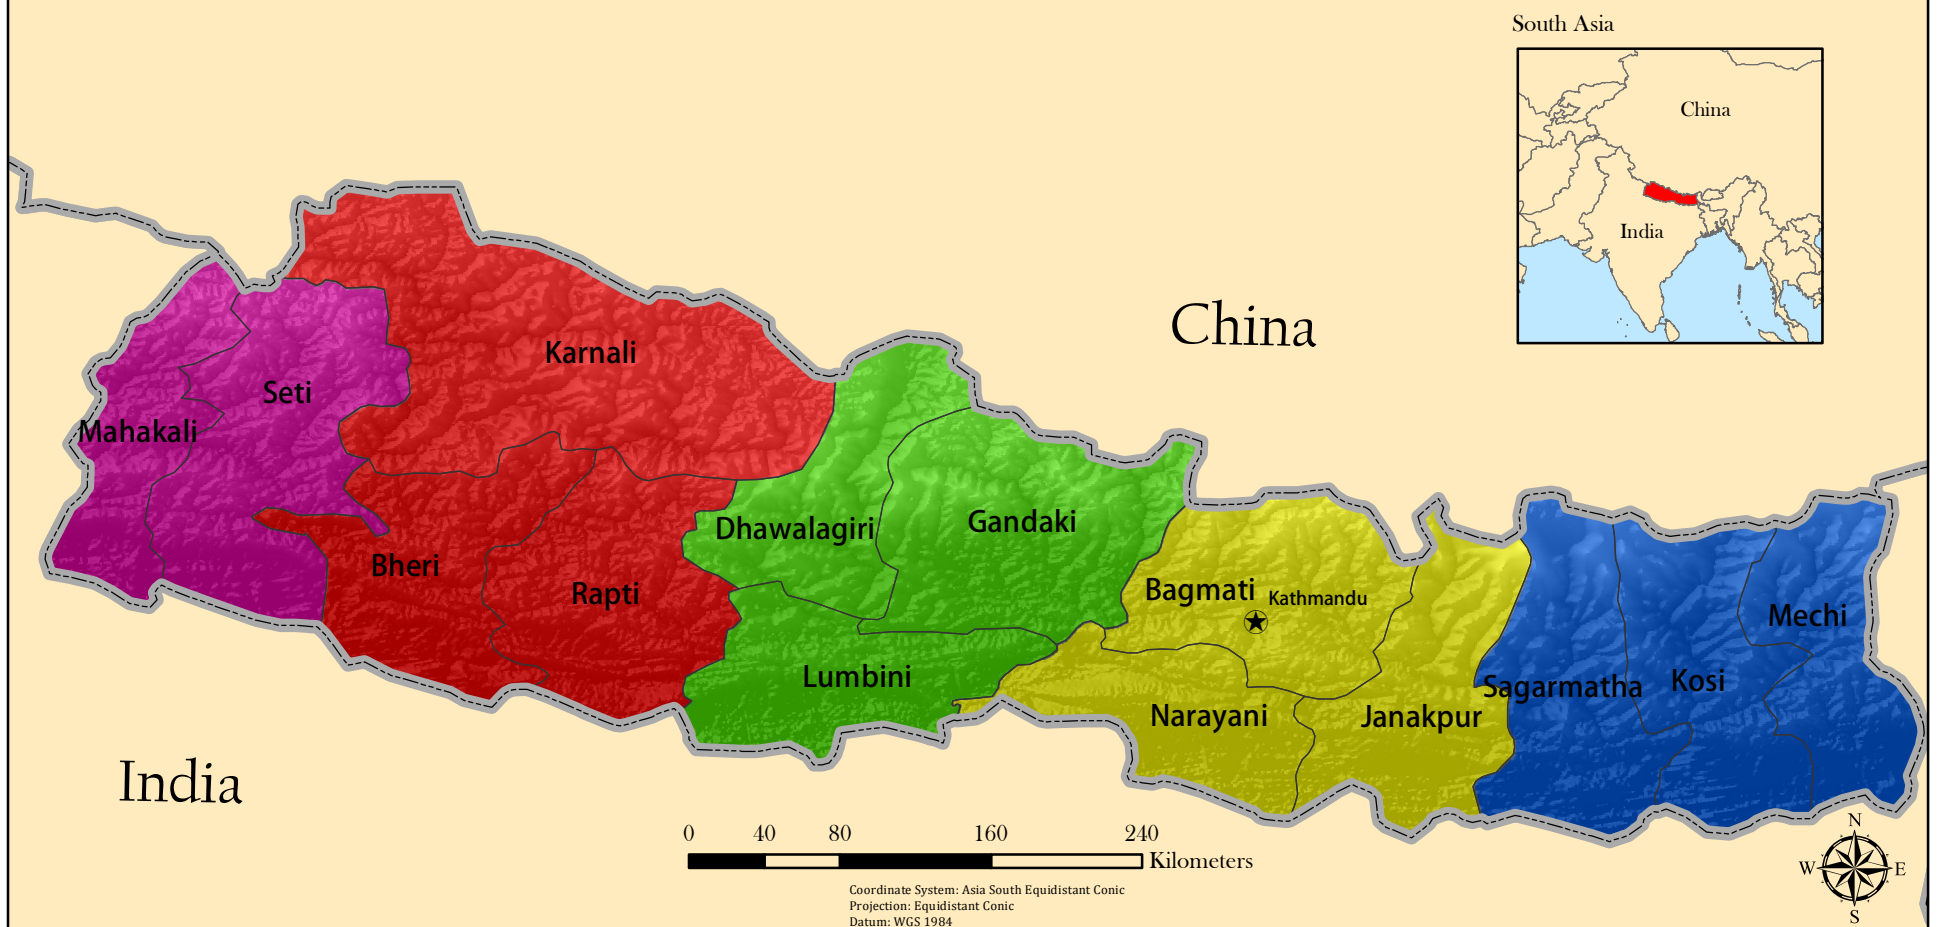 South Asia
China
India
China
Karnali
Seti
Mahakali
Dhawalagiri
Gandaki
Bheri
Rapti
Bagmati
Kathmandu
Mechi
Lumbini
Sagarmatha
Kosi
Narayani
Janakpur
India
0 40 80 160 240
Kilometers
N
W E
S
Coordinate System: Asia South Equidistant Conic
Projection: Equidistant Conic
Datum: WGS 1984